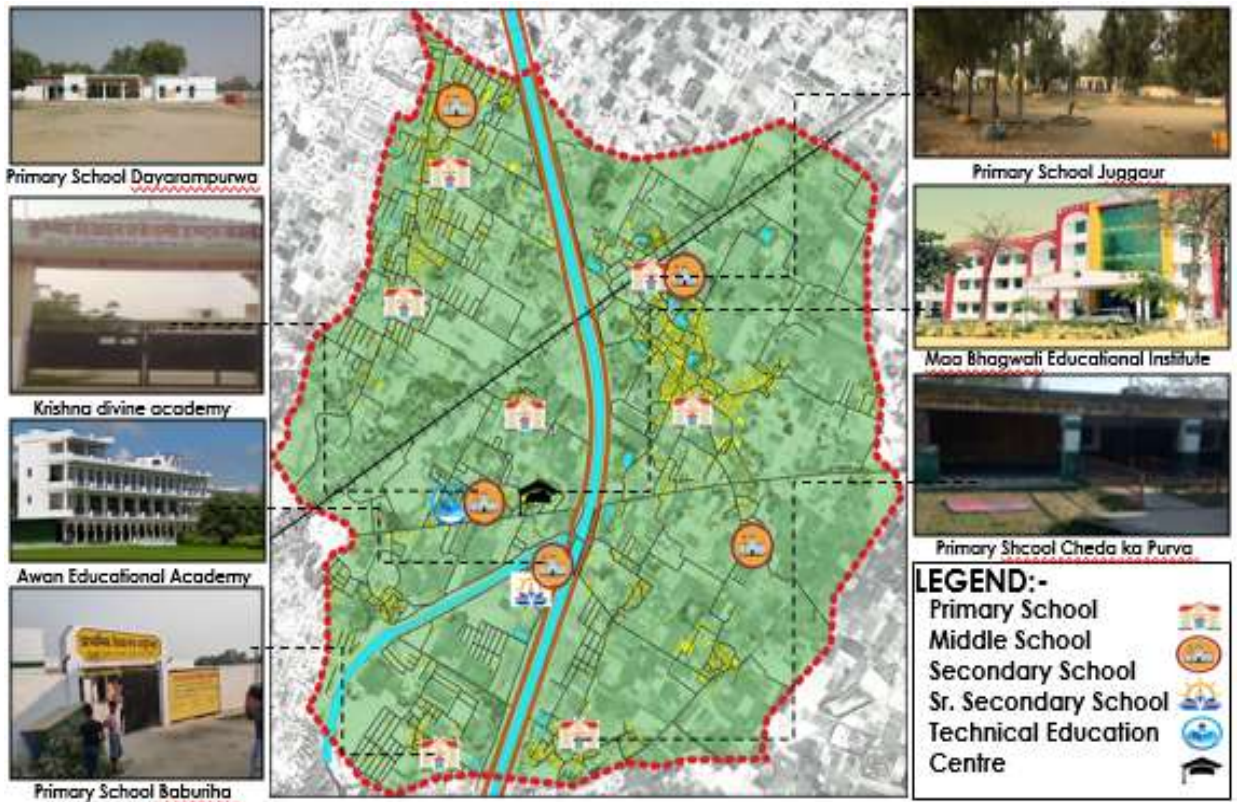 Primary School Dayarampurwa
Krishna divine academy
Awan Educational Academy
Primary School Baburiha
Primary School Juggaur
Maa Bhagwati Educational Institute
Primary Shcool Cheda ka Purva
LEGEND:-
Primary School
Middle School
Secondary School
Sr. Secondary School
Technical Education
Centre